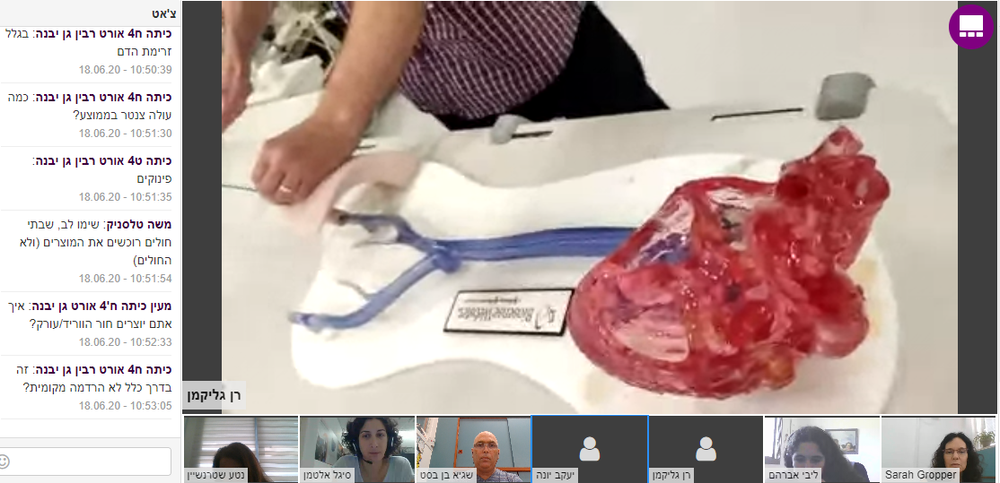 צ'אט
כיתה ח4 אורט רבין גן יבנה: בגלל
זרימת הדם
18.06.20 - 10:50:39
כיתה ח4 אורט רבין גן יבנה: כמה
עולה צנטר בממוצע?
18.06.20 - 10:51:30
כיתה ט4 אורט רבין גן יבנה:
פינוקים
18.06.20 - 10:51:35
משה טלסניק: שימו לב, שבתי
חולים רוכשים את המוצרים (ולא
החולים)
18.06.20 - 10:51:54
מעין כיתה ח'4 אורט גן יבנה: איך
אתם יוצרים חור הווריד/עורק?
18.06.20 - 10:52:33
כיתה ח4 אורט רבין גן יבנה: זה
בדרך כלל לא הרדמה מקומית?
18.06.20 - 10:53:05
רן גליקמן
Biosense Webster
נטע שטרנשיין
סיגל אלטמן
שגיא בן בסט
יעקב יונה
רן גליקמן
ליבי אברהם
Sarah Gropper